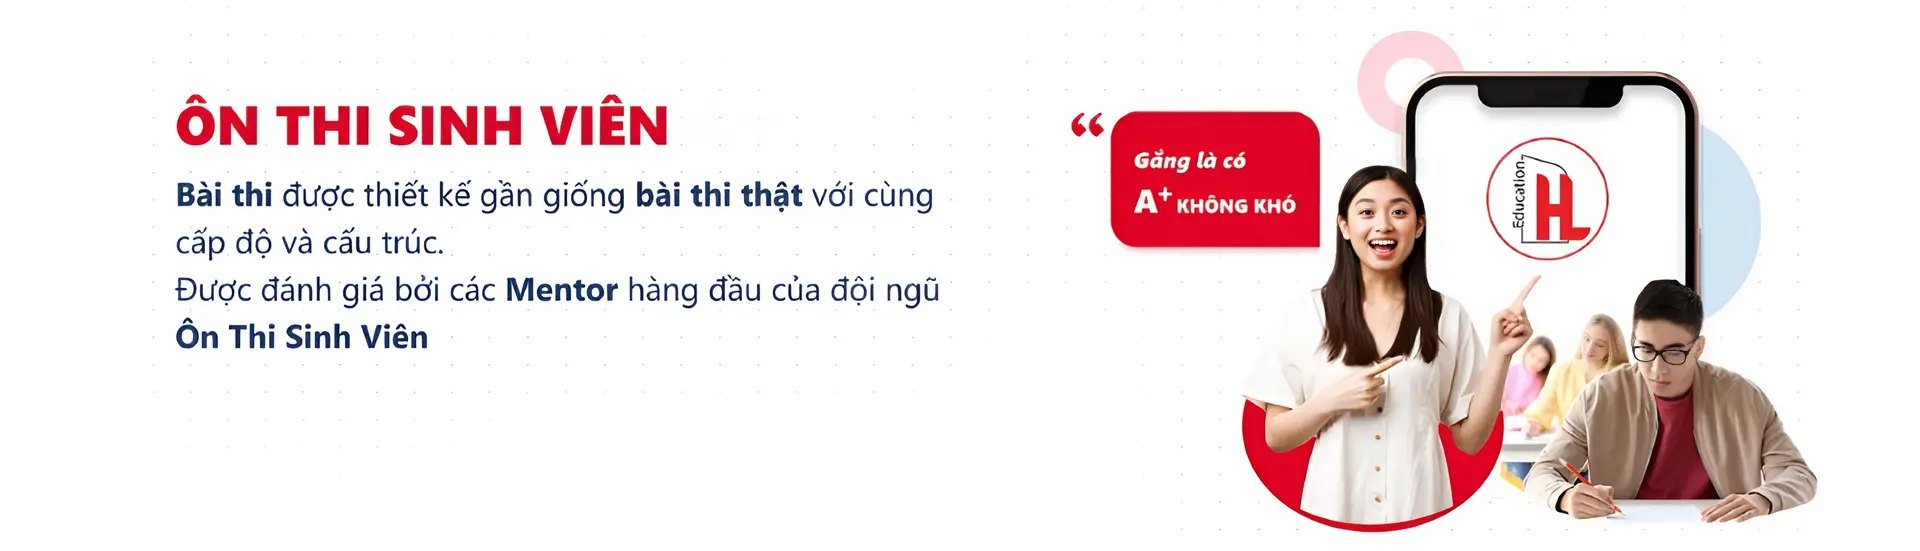 ÔN THI SINH VIÊN
Bài thi được thiết kế gần giống bài thi thật với cùng
cấp độ và cấu trúc.
Được đánh giá bởi các Mentor hàng đầu của đội ngũ
Ôn Thi Sinh Viên
“
Gắng là có
A+ KHÔNG KHÓ
Education
HL